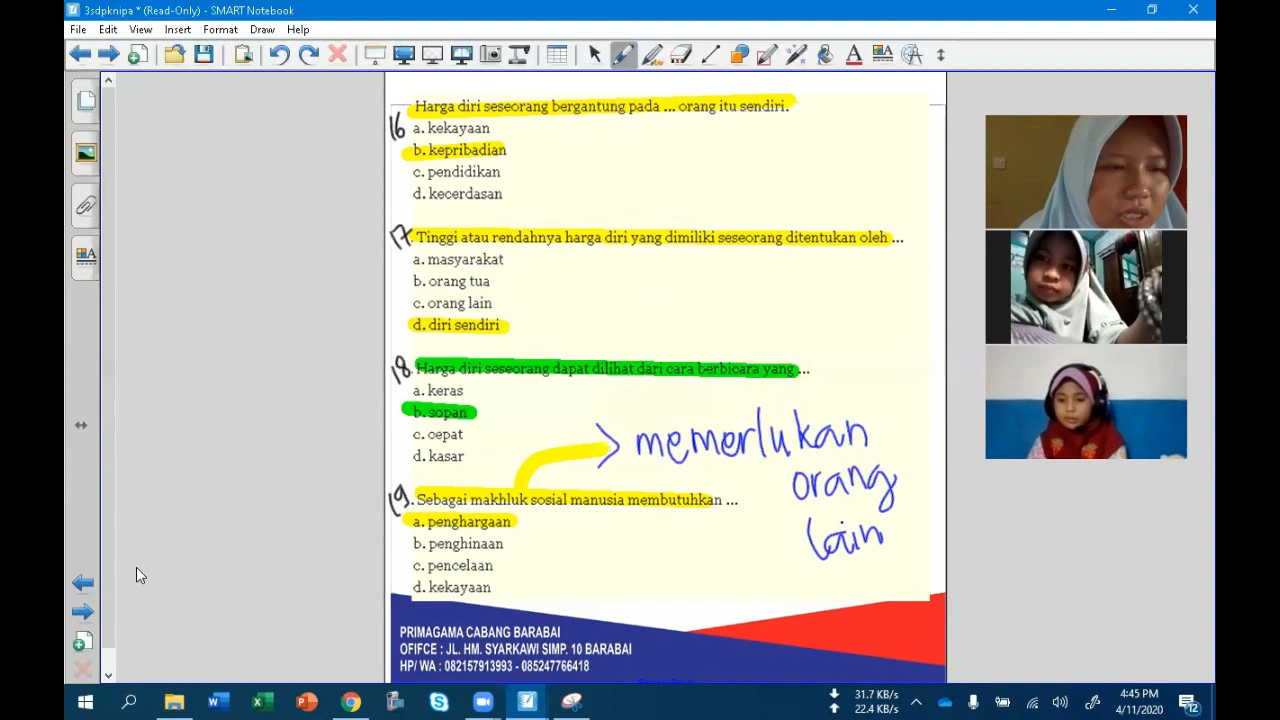 3sdpknipa * (Read-Only) - SMART Notebook
File Edit View Insert Format Draw Help
16 Harga diri seseorang bergantung pada ... orang itu sendiri.
a. kekayaan
b. kepribadian
c. pendidikan
d. kecerdasan
17. Tinggi atau rendahnya harga diri yang dimiliki seseorang ditentukan oleh ...
a. masyarakat
b. orang tua
c. orang lain
d. diri sendiri
18. Harga diri seseorang dapat dilihat dari cara berbicara yang ...
a. keras
b. sopan
c. cepat
d. kasar
> memerlukan
orang
lain
19. Sebagai makhluk sosial manusia membutuhkan ...
a. penghargaan
b. penghinaan
c. pencelaan
d. kekayaan
PRIMAGAMA CABANG BARABAI
OFIFCE : JL. HM. SYARKAWI SIMP. 10 BARABAI
HP/ WA : 082157913993 - 085247766418
31.7 KB/s
22.4 KB/s
4:45 PM
4/11/2020
12